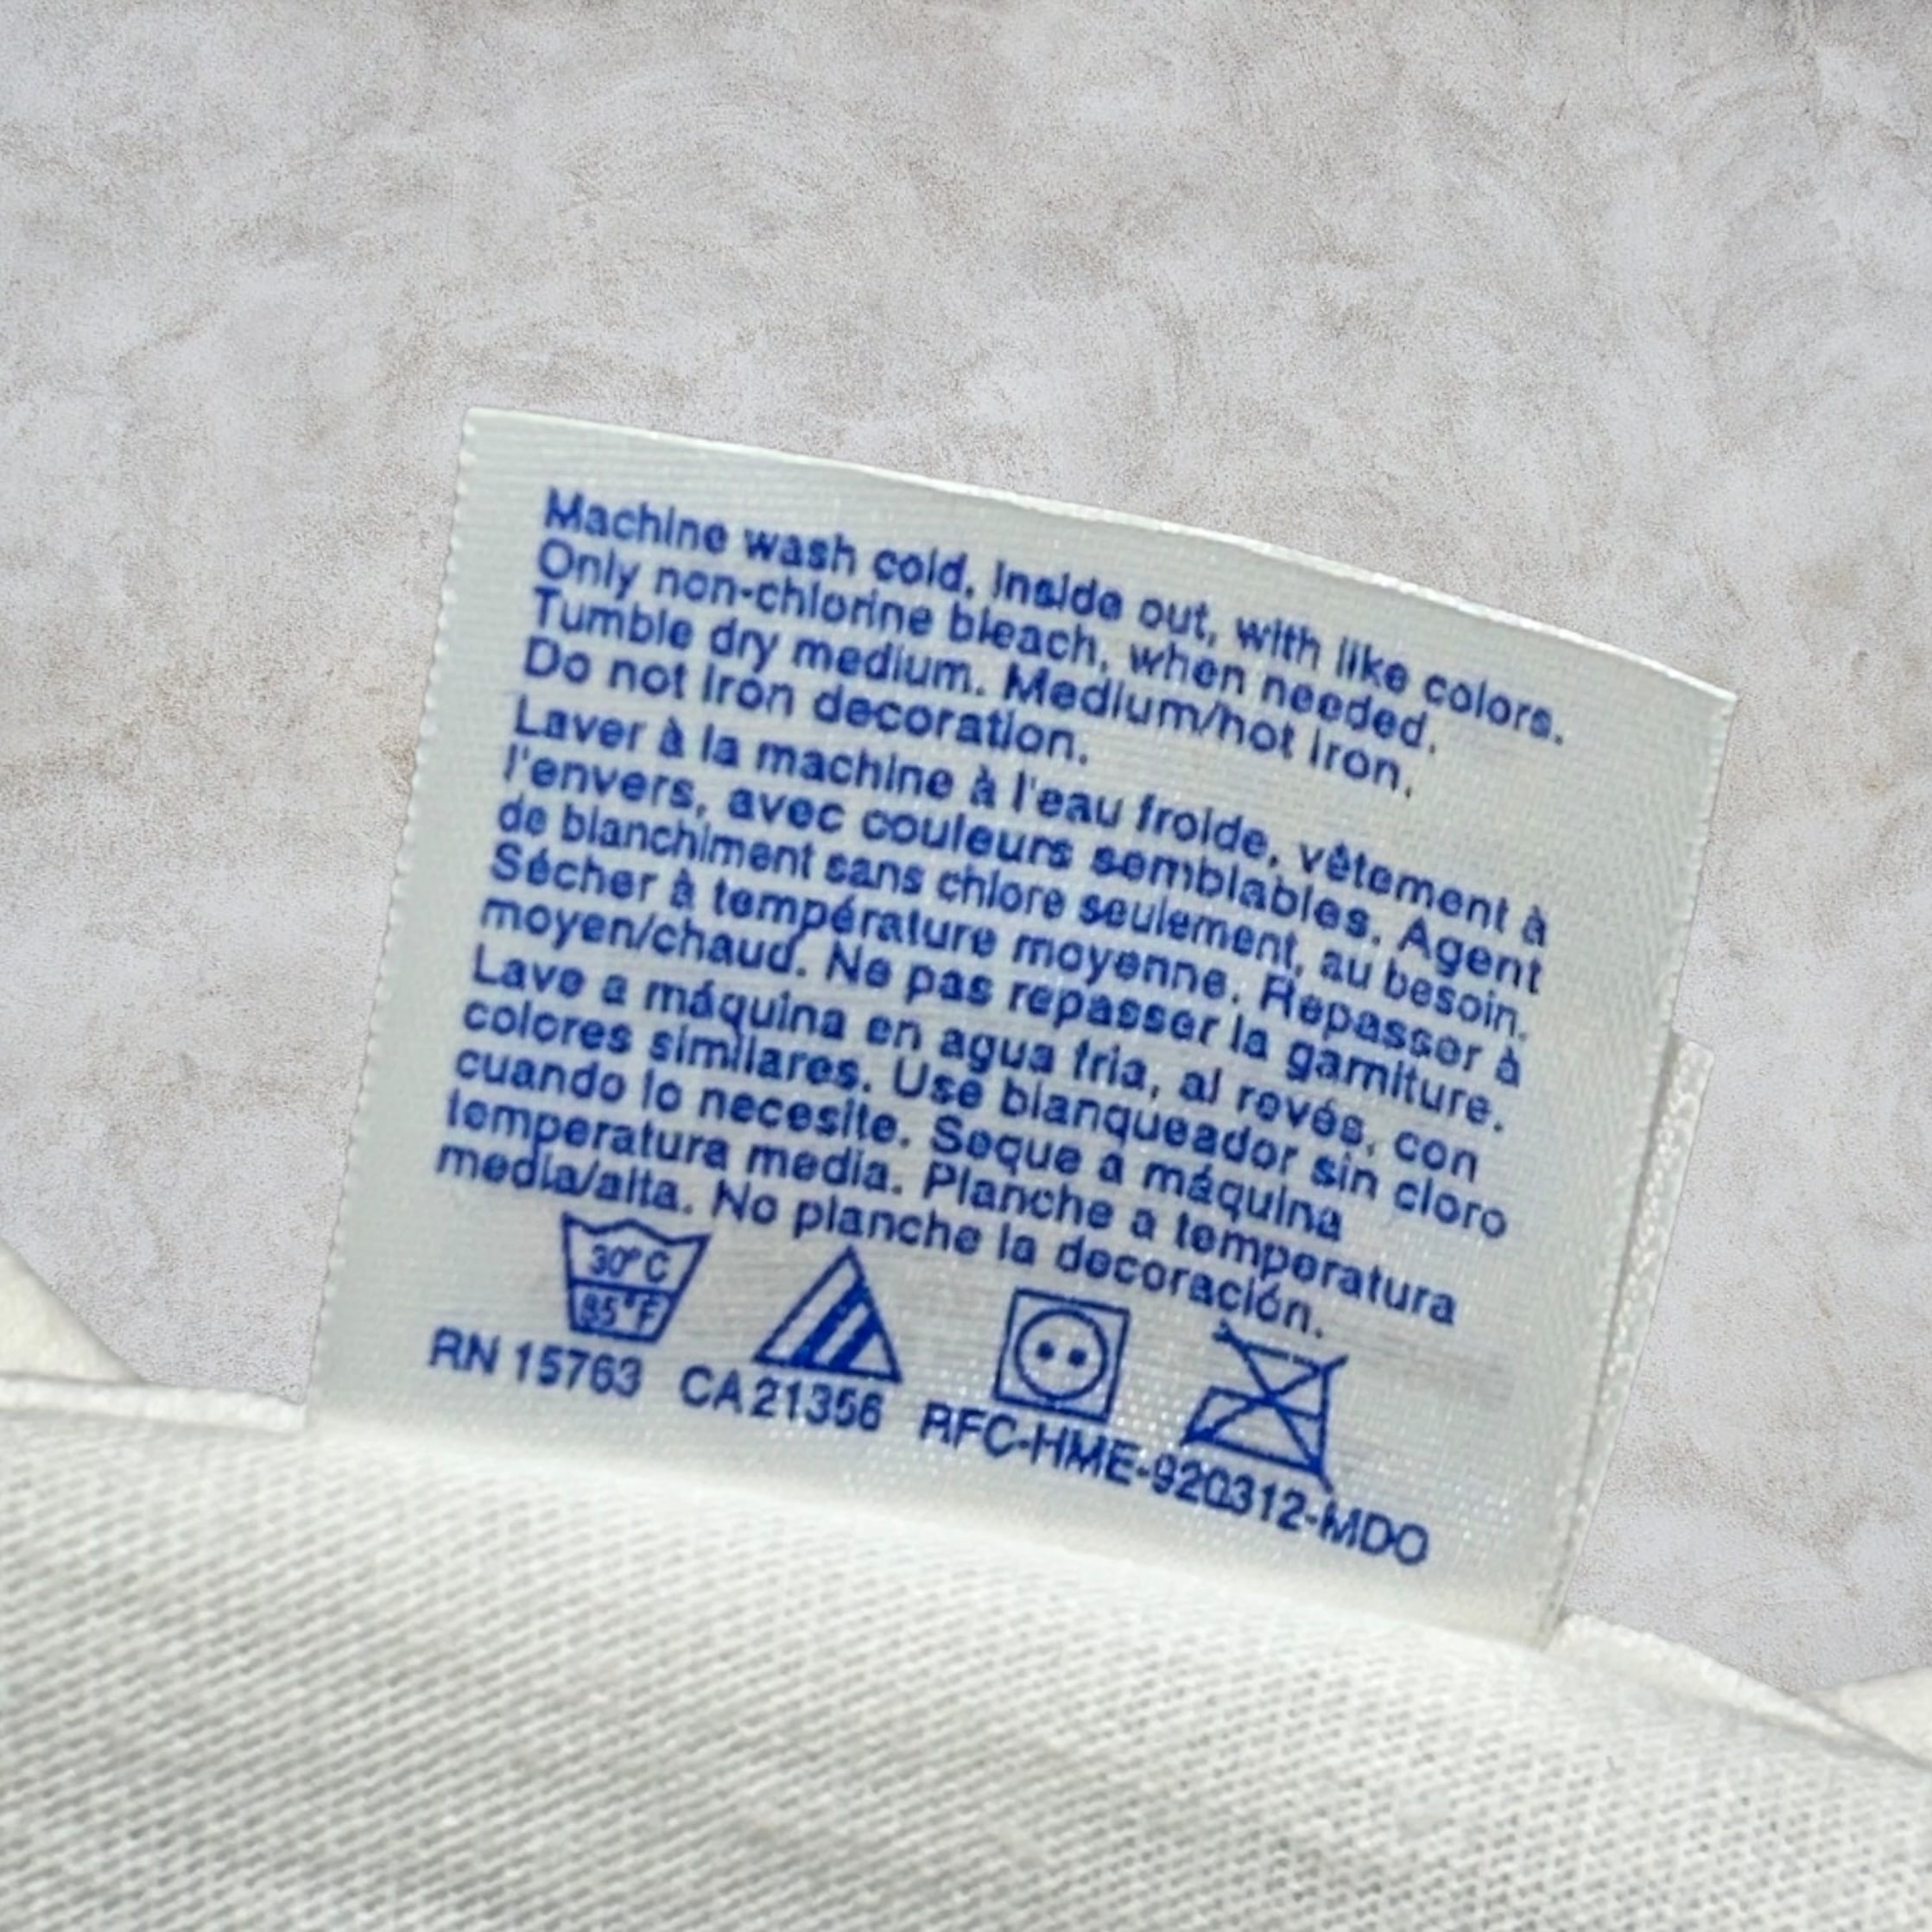 Machine wash cold, inside out, with like colors.
Only non-chlorine bleach, when needed.
Tumble dry medium. Medium/hot iron.
Do not iron decoration.
Laver à la machine à l'eau froide, vêtement à
l'envers, avec couleurs semblables. Agent
de blanchiment sans chlore seulement, au besoin.
Sécher à température moyenne. Repasser à
moyen/chaud. Ne pas repasser la garniture.
Lave a máquina en agua fria, al revés, con
colores similares. Use blanqueador sin cloro
cuando lo necesite. Seque a máquina
temperatura media. Planche a temperatura
media/alta. No planche la decoración.
30°C
85°F
RN 15763 CA 21356 RFC-HME-920312-MDO